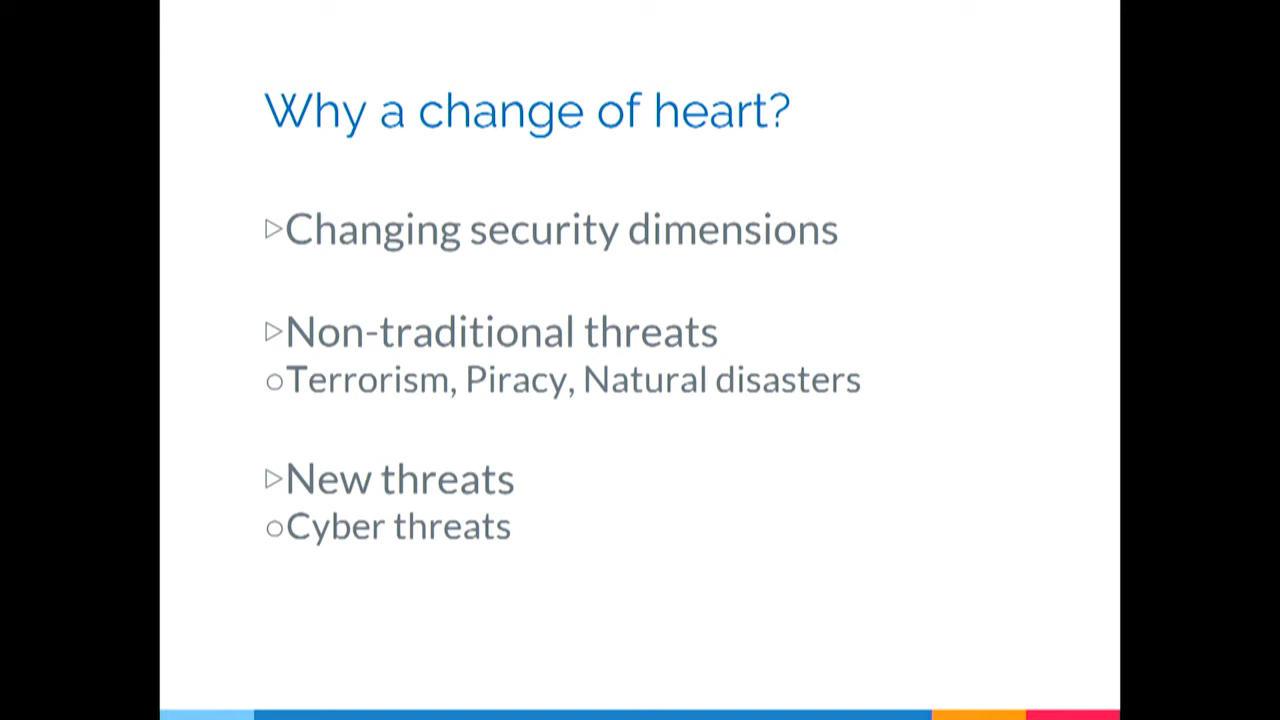 Why a change of heart?
▷Changing security dimensions
▷Non-traditional threats
○Terrorism, Piracy, Natural disasters
▷New threats
○Cyber threats